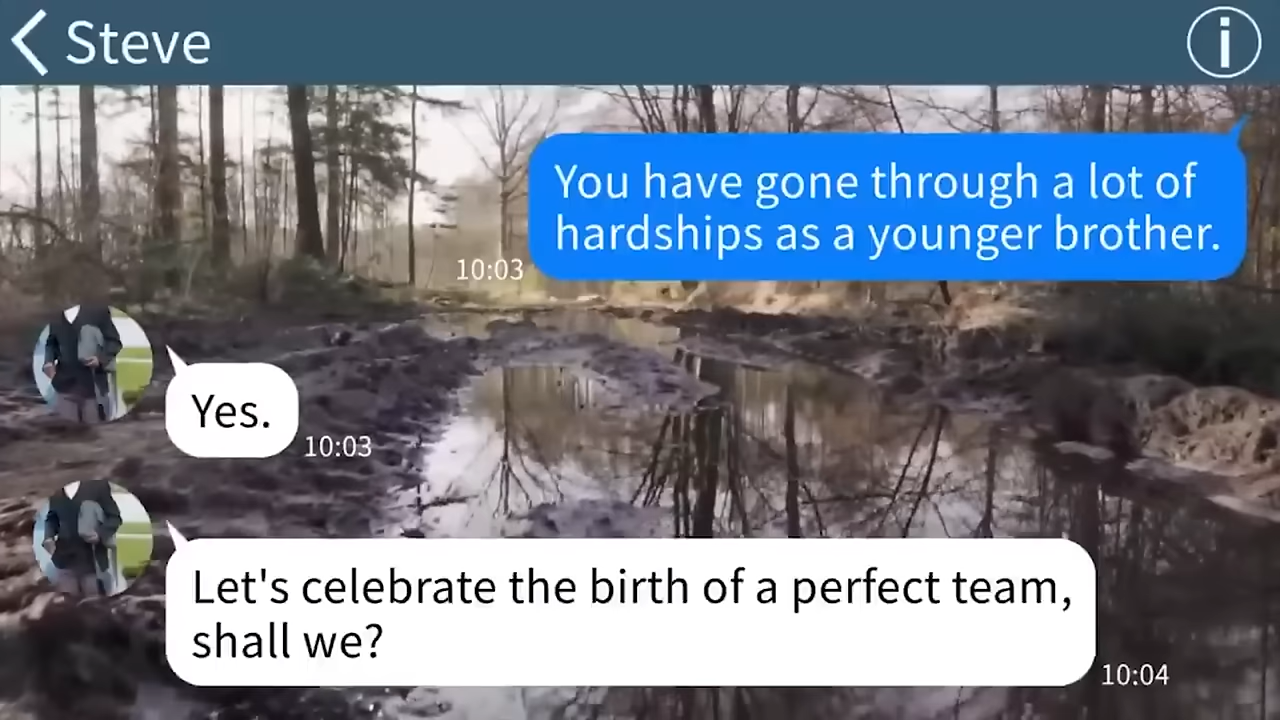 Steve
You have gone through a lot of
hardships as a younger brother.
10:03
Yes.
10:03
Let's celebrate the birth of a perfect team,
shall we?
10:04